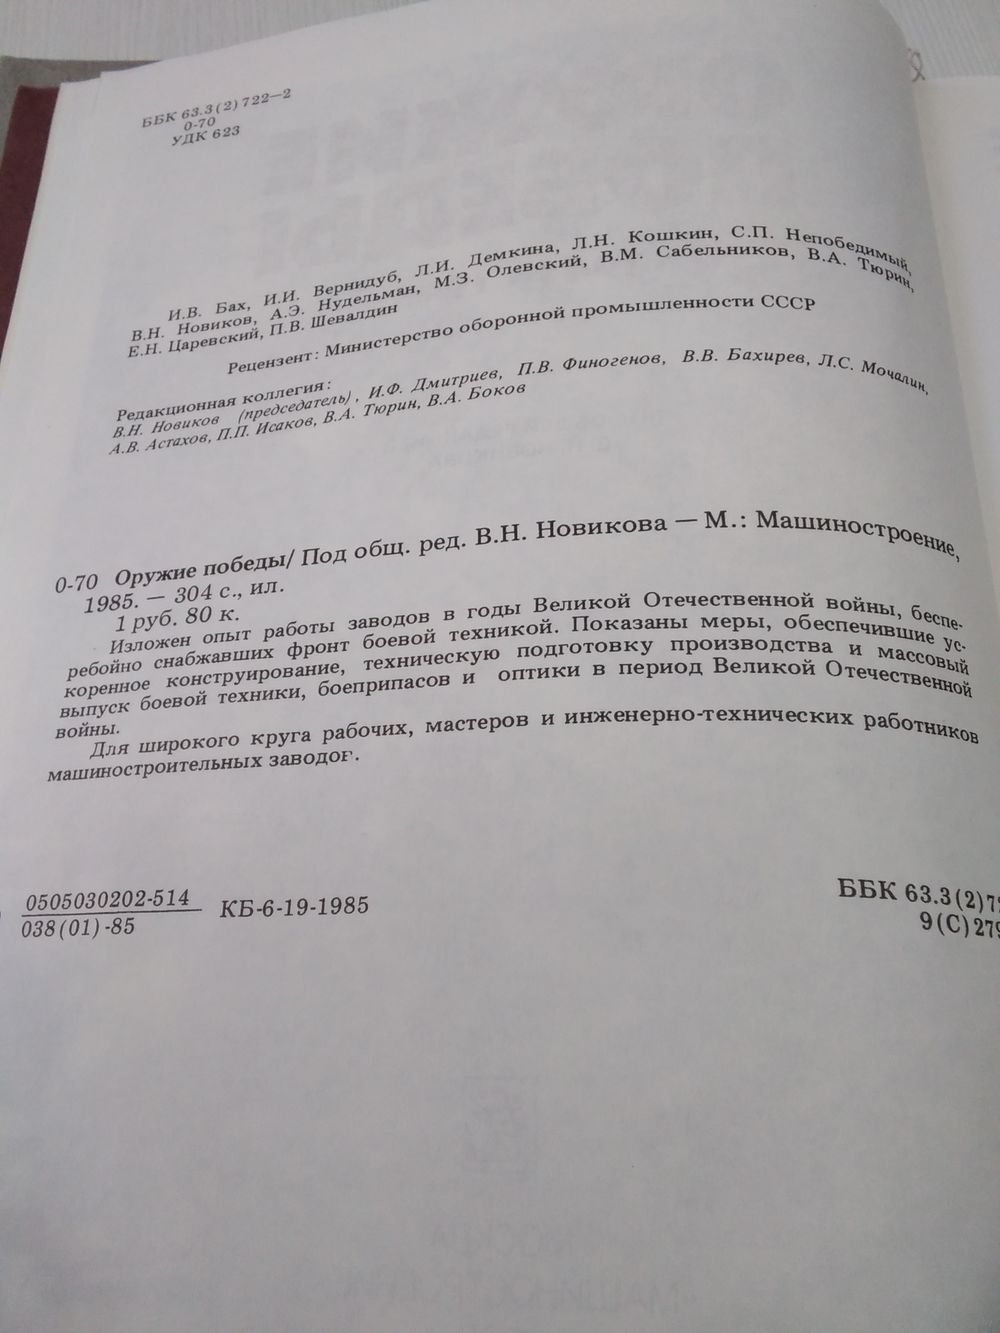 ББК 63.3(2)722—2
0-70
УДК 623
И.В. Бах, И.И. Вернидуб, Л.И. Демкина, Л.Н. Кошкин, С.П. Непобедимый,
В.Н. Новиков, А.Э. Нудельман, М.З. Олевский, В.М. Сабельников, В.А. Тюрин,
Е.Н. Царевский, П.В. Шевалдин
Рецензент: Министерство оборонной промышленности СССР
Редакционная коллегия:
В.Н. Новиков (председатель), И.Ф. Дмитриев, П.В. Финогенов, В.В. Бахирев, Л.С. Мочалин,
А.В. Астахов, П.П. Исаков, В.А. Тюрин, В.А. Боков
0-70 Оружие победы/ Под общ. ред. В.Н. Новикова — М.: Машиностроение,
1985. — 304 с., ил.
1 руб. 80 к.
Изложен опыт работы заводов в годы Великой Отечественной войны, беспе-
ребойно снабжавших фронт боевой техникой. Показаны меры, обеспечившие ус-
коренное конструирование, техническую подготовку производства и массовый
выпуск боевой техники, боеприпасов и оптики в период Великой Отечественной
войны.
Для широкого круга рабочих, мастеров и инженерно-технических работников
машиностроительных заводов.
0505030202-514
038(01)-85
КБ-6-19-1985
ББК 63.3(2)7
9(С)279